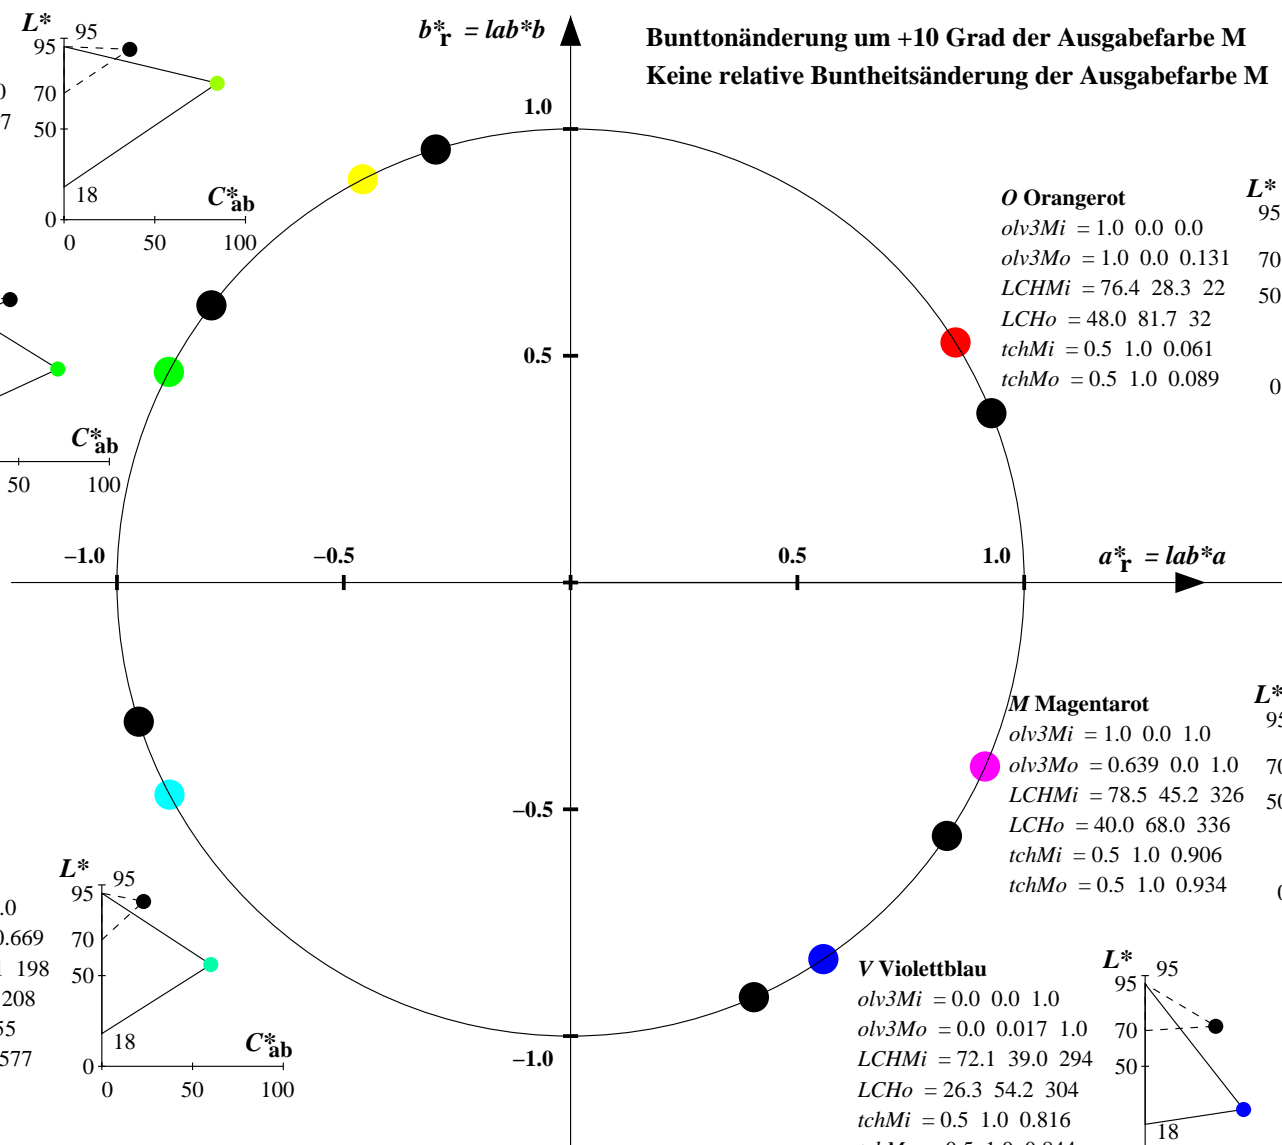 b*r = lab*b
Bunttonänderung um +10 Grad der Ausgabefarbe M
Keine relative Buntheitsänderung der Ausgabefarbe M
L*
95
95
70
50
18
0
C*ab
0 50 100
1.0
0.5
−1.0
−0.5
0.5
1.0
a*r = lab*a
−0.5
−1.0
O Orangerot
olv3Mi = 1.0 0.0 0.0
olv3Mo = 1.0 0.0 0.131
LCHMi = 76.4 28.3 22
LCHo = 48.0 81.7 32
tchMi = 0.5 1.0 0.061
tchMo = 0.5 1.0 0.089
L*
95
70
50
0
C*ab
50 100
M Magentarot
olv3Mi = 1.0 0.0 1.0
olv3Mo = 0.639 0.0 1.0
LCHMi = 78.5 45.2 326
LCHo = 40.0 68.0 336
tchMi = 0.5 1.0 0.906
tchMo = 0.5 1.0 0.934
L*
.0
0.669
198
208
55
577
L*
95
95
70
50
18
0
C*ab
0 50 100
V Violettblau
olv3Mi = 0.0 0.0 1.0
olv3Mo = 0.0 0.017 1.0
LCHMi = 72.1 39.0 294
LCHo = 26.3 54.2 304
tchMi = 0.5 1.0 0.816
L*
95
95
70
50
18